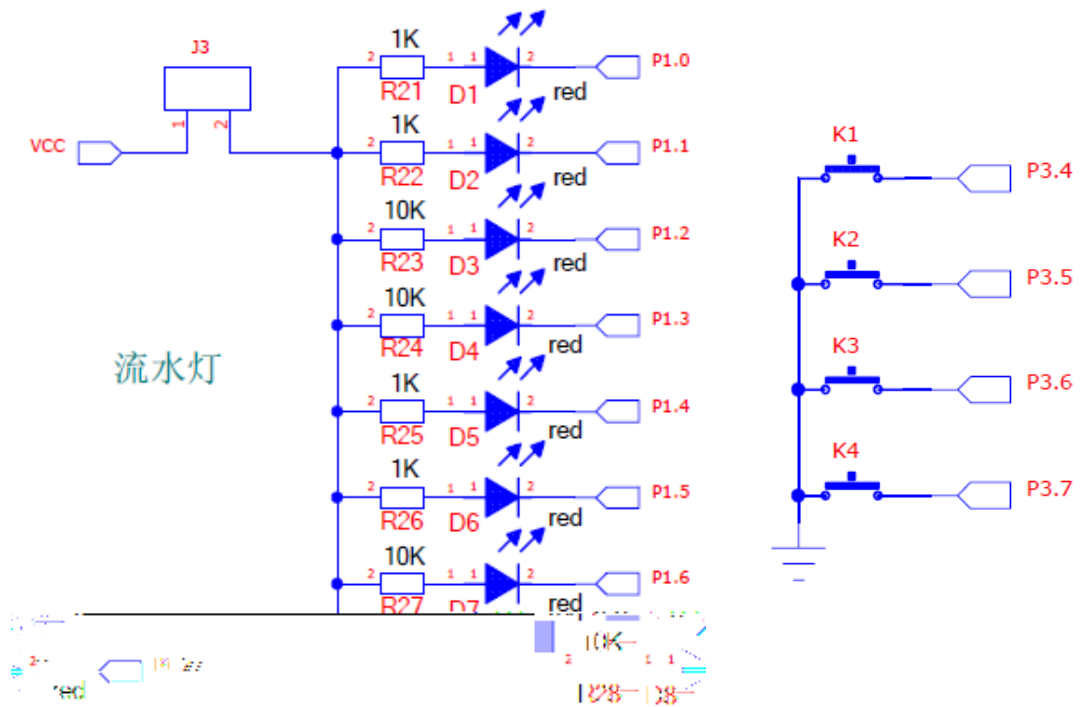 J3
1
2
VCC
流水灯
1K
2
R21
1 1
D1
2
red
P1.0
1K
2
R22
1 1
D2
2
red
P1.1
10K
2
R23
1 1
D3
2
red
P1.2
10K
2
R24
1 1
D4
2
red
P1.3
1K
2
R25
1 1
D5
2
red
P1.4
1K
2
R26
1 1
D6
2
red
P1.5
10K
2
R27
1 1
D7
2
red
P1.6
2
red
2
1 1
K1
P3.4
K2
P3.5
K3
P3.6
K4
P3.7